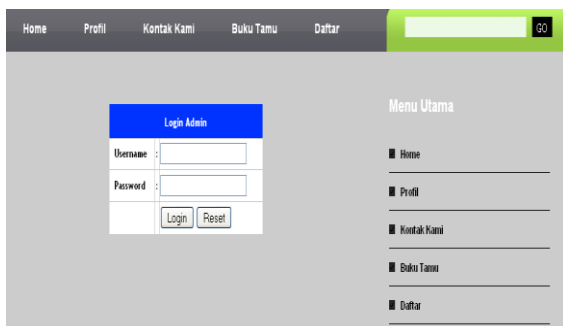 Home Profil Kontak Kami Buku Tamu Daftar GO
Login Admin
Username :
Password :
Login Reset
Menu Utama
Home
Profil
Kontak Kami
Buku Tamu
Daftar